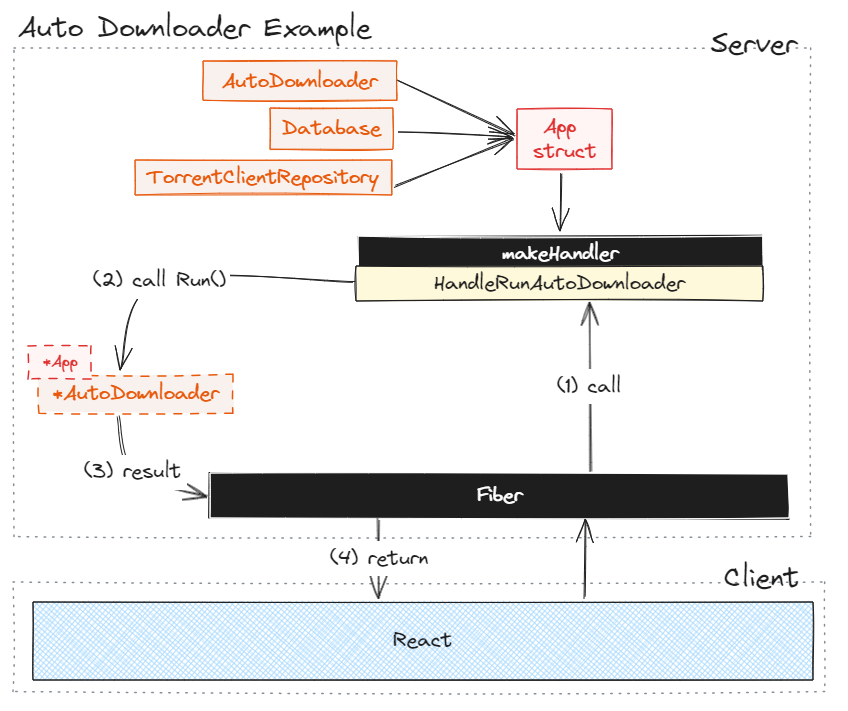 Auto Downloader Example
Server
AutoDownloader
Database
App
struct
TorrentClientRepository
makeHandler
(2) call Run()
HandleRunAutoDownloader
*App
*AutoDownloader
(1) call
(3) result
Fiber
(4) return
Client
React